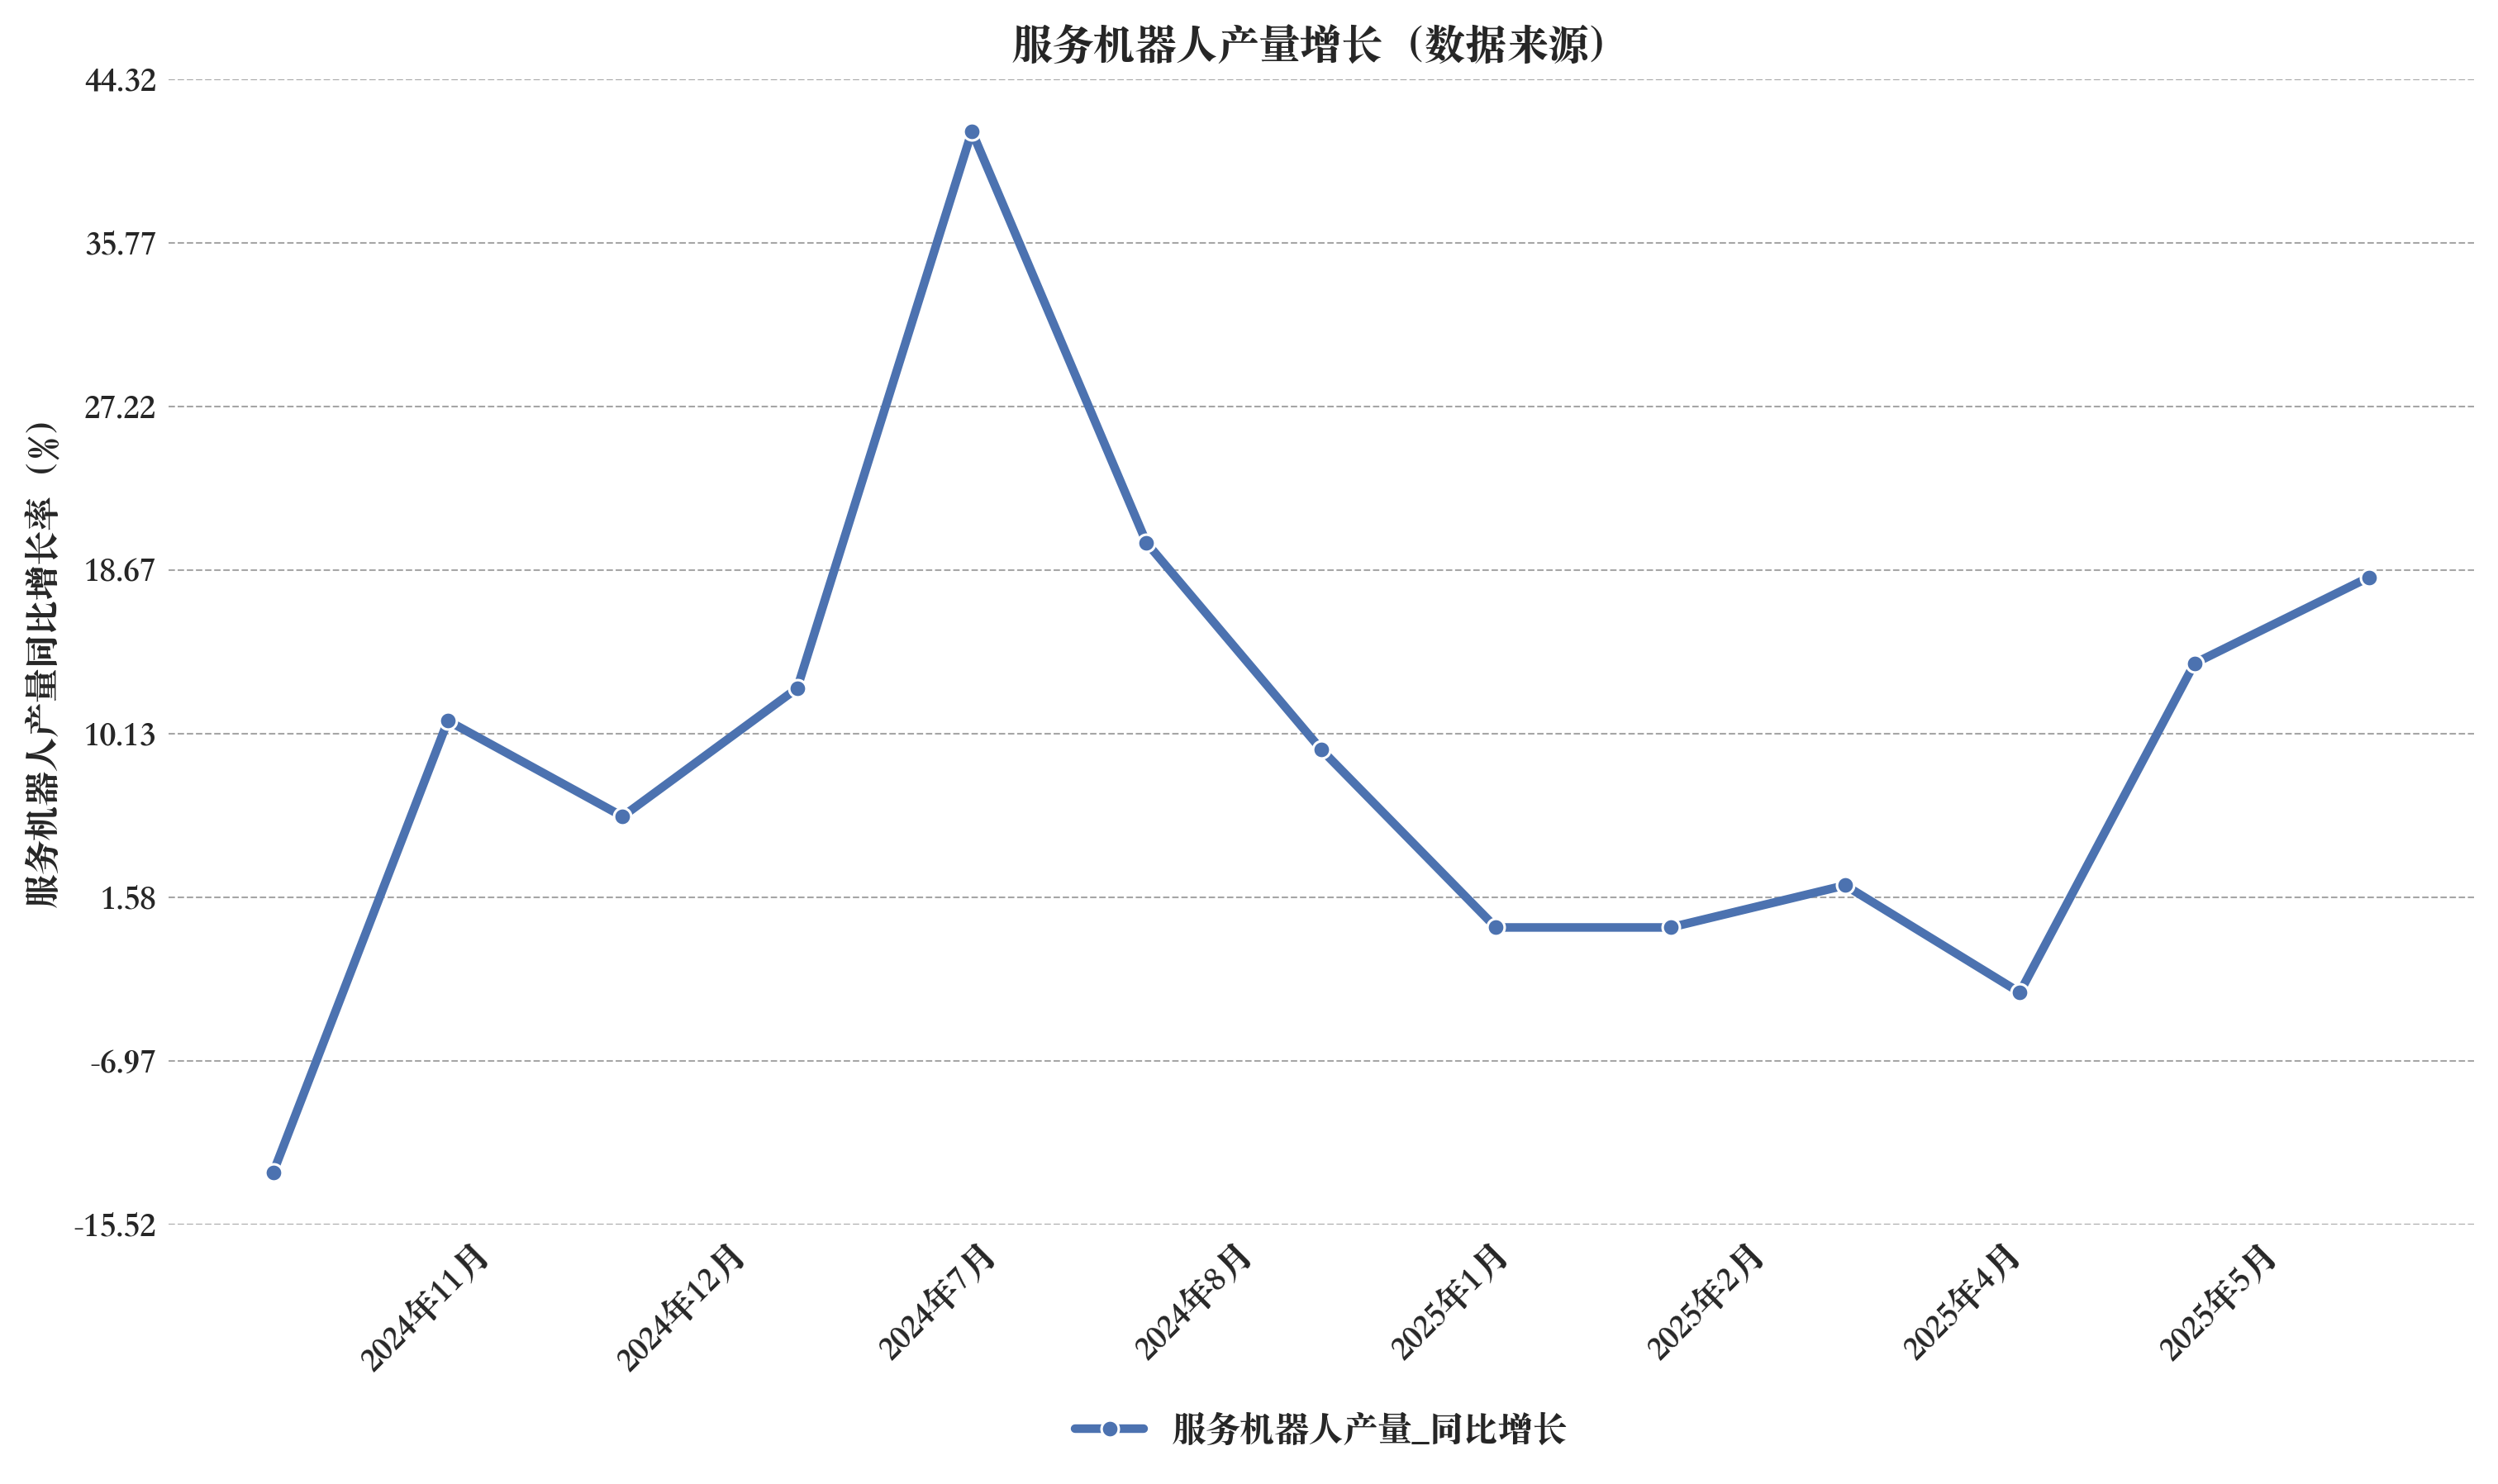 服务机器人产量增长（数据来源）
服务机器人产量同比增长率（%）
44.32
35.77
27.22
18.67
10.13
1.58
-6.97
-15.52
2024年11月
2024年12月
2024年7月
2024年8月
2025年1月
2025年2月
2025年4月
2025年5月
服务机器人产量_同比增长